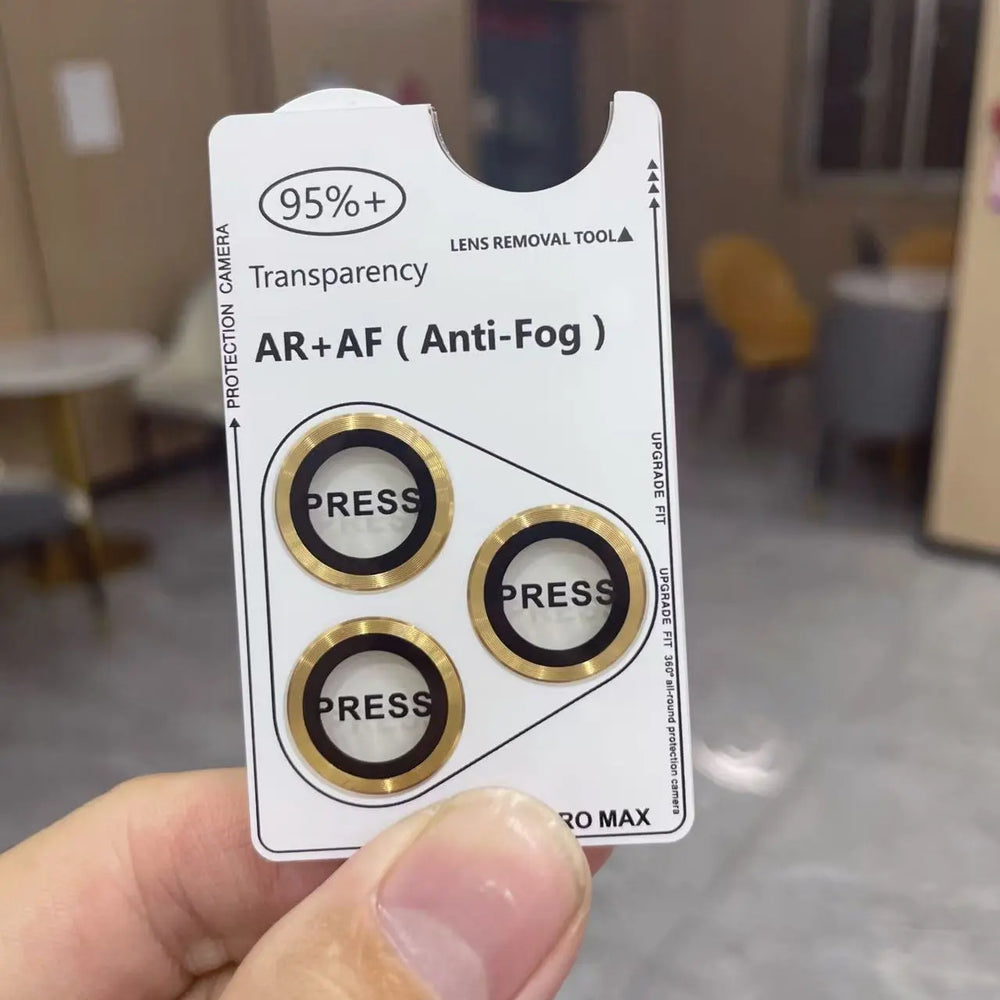 95%+
LENS REMOVAL TOOL▲
Transparency
PROTECTION CAMERA
AR+AF ( Anti-Fog )
PRESS
PRESS
PRESS
UPGRADE FIT
UPGRADE FIT 360° all-round protection camera
MAX